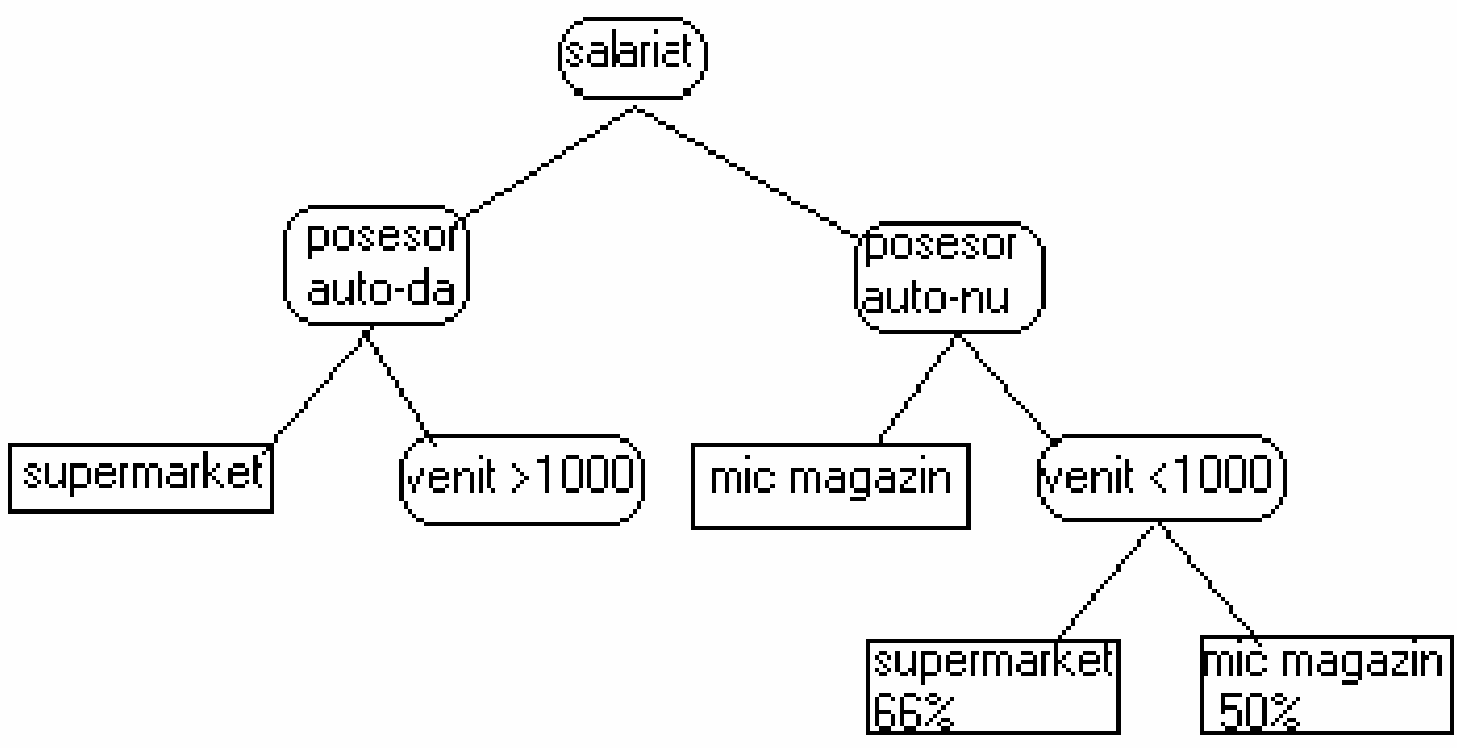 salariat
posesor
auto-da
posesor
auto-nu
supermarket
venit >1000
mic magazin
venit <1000
supermarket
66%
mic magazin
50%